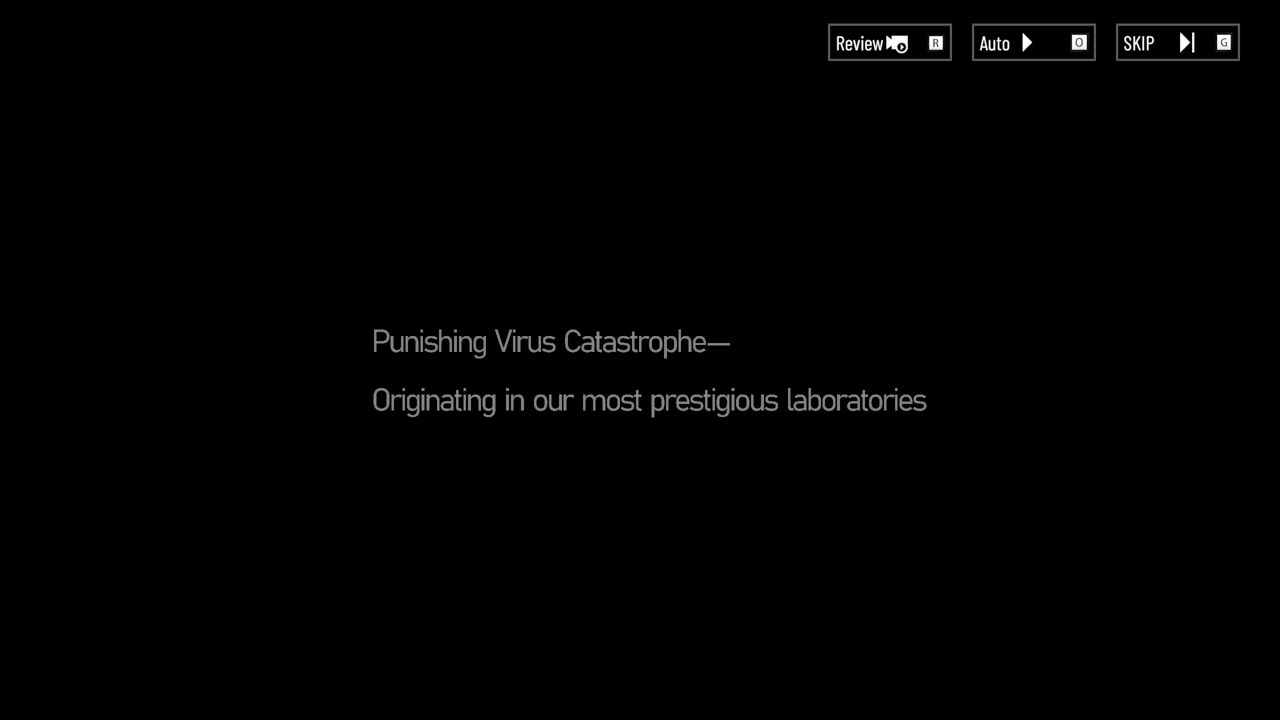 Review R Auto O SKIP G
Punishing Virus Catastrophe—
Originating in our most prestigious laboratories